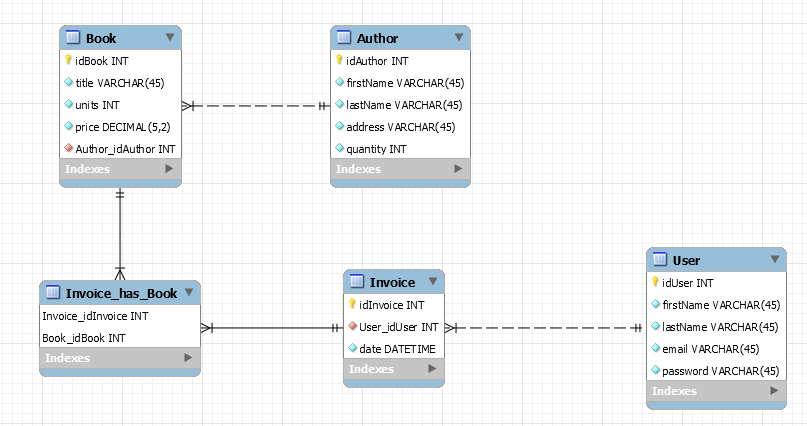 Book
idBook INT
title VARCHAR(45)
units INT
price DECIMAL(5,2)
Author_idAuthor INT
Indexes
Author
idAuthor INT
firstName VARCHAR(45)
lastName VARCHAR(45)
address VARCHAR(45)
quantity INT
Indexes
Invoice_has_Book
Invoice_idInvoice INT
Book_idBook INT
Indexes
Invoice
idInvoice INT
User_idUser INT
date DATETIME
Indexes
User
idUser INT
firstName VARCHAR(45)
lastName VARCHAR(45)
email VARCHAR(45)
password VARCHAR(45)
Indexes